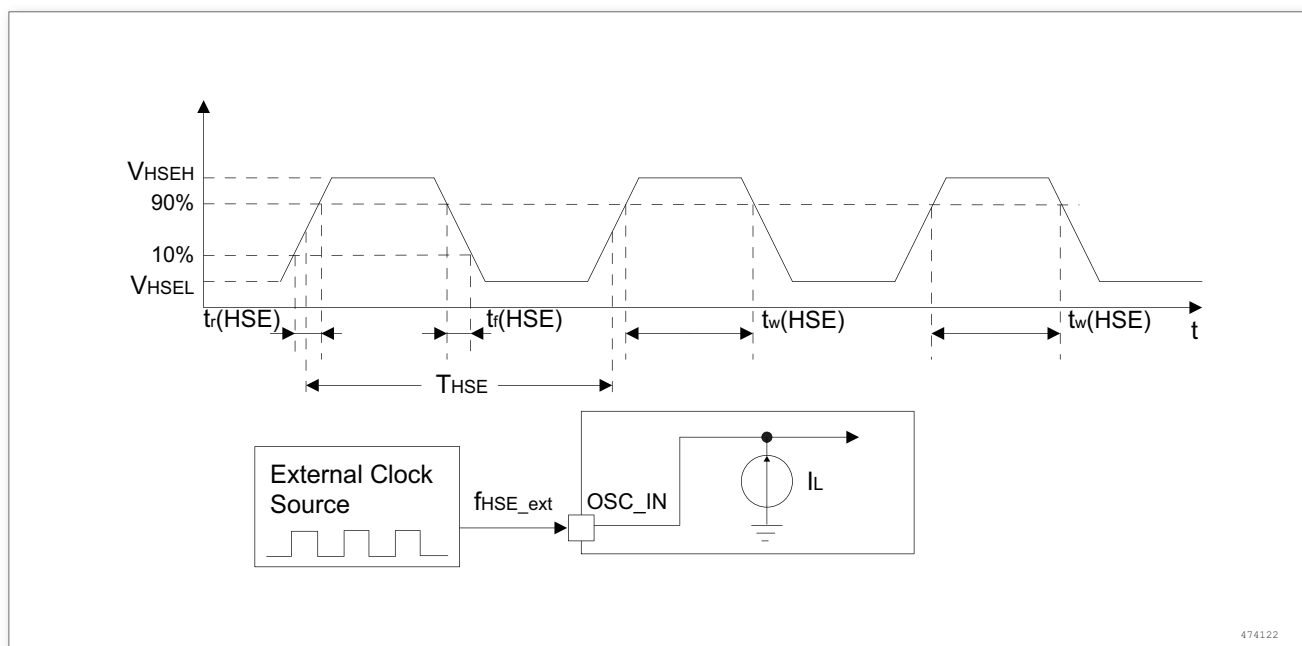 VHSEH
90%
10%
VHSEL
tr(HSE)
tf(HSE)
tw(HSE)
tw(HSE)
t
THSE
External Clock
Source
fHSE_ext
OSC_IN
IL
474122